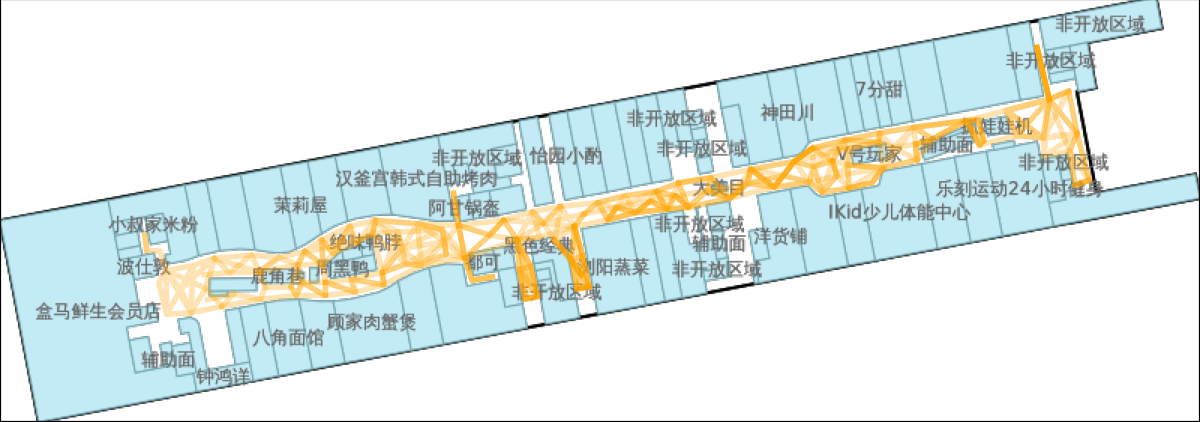 非开放区域
非开放区域
7分甜
神田川
非开放区域
抓娃娃机
辅助面
非开放区域
V号玩家
非开放区域
怡园小酌
非开放区域
汉釜宫韩式自助烤肉
大美目
乐刻运动24小时健身
茉莉屋
阿甘锅盔
IKid少儿体能中心
小叔家米粉
非开放区域
洋货铺
绝味鸭脖
黑色经典
辅助面
波仕敦
鹿角巷
周黑鸭
都可
浏阳蒸菜
非开放区域
非开放区域
盒马鲜生会员店
顾家肉蟹煲
八角面馆
辅助面
钟鸿洋